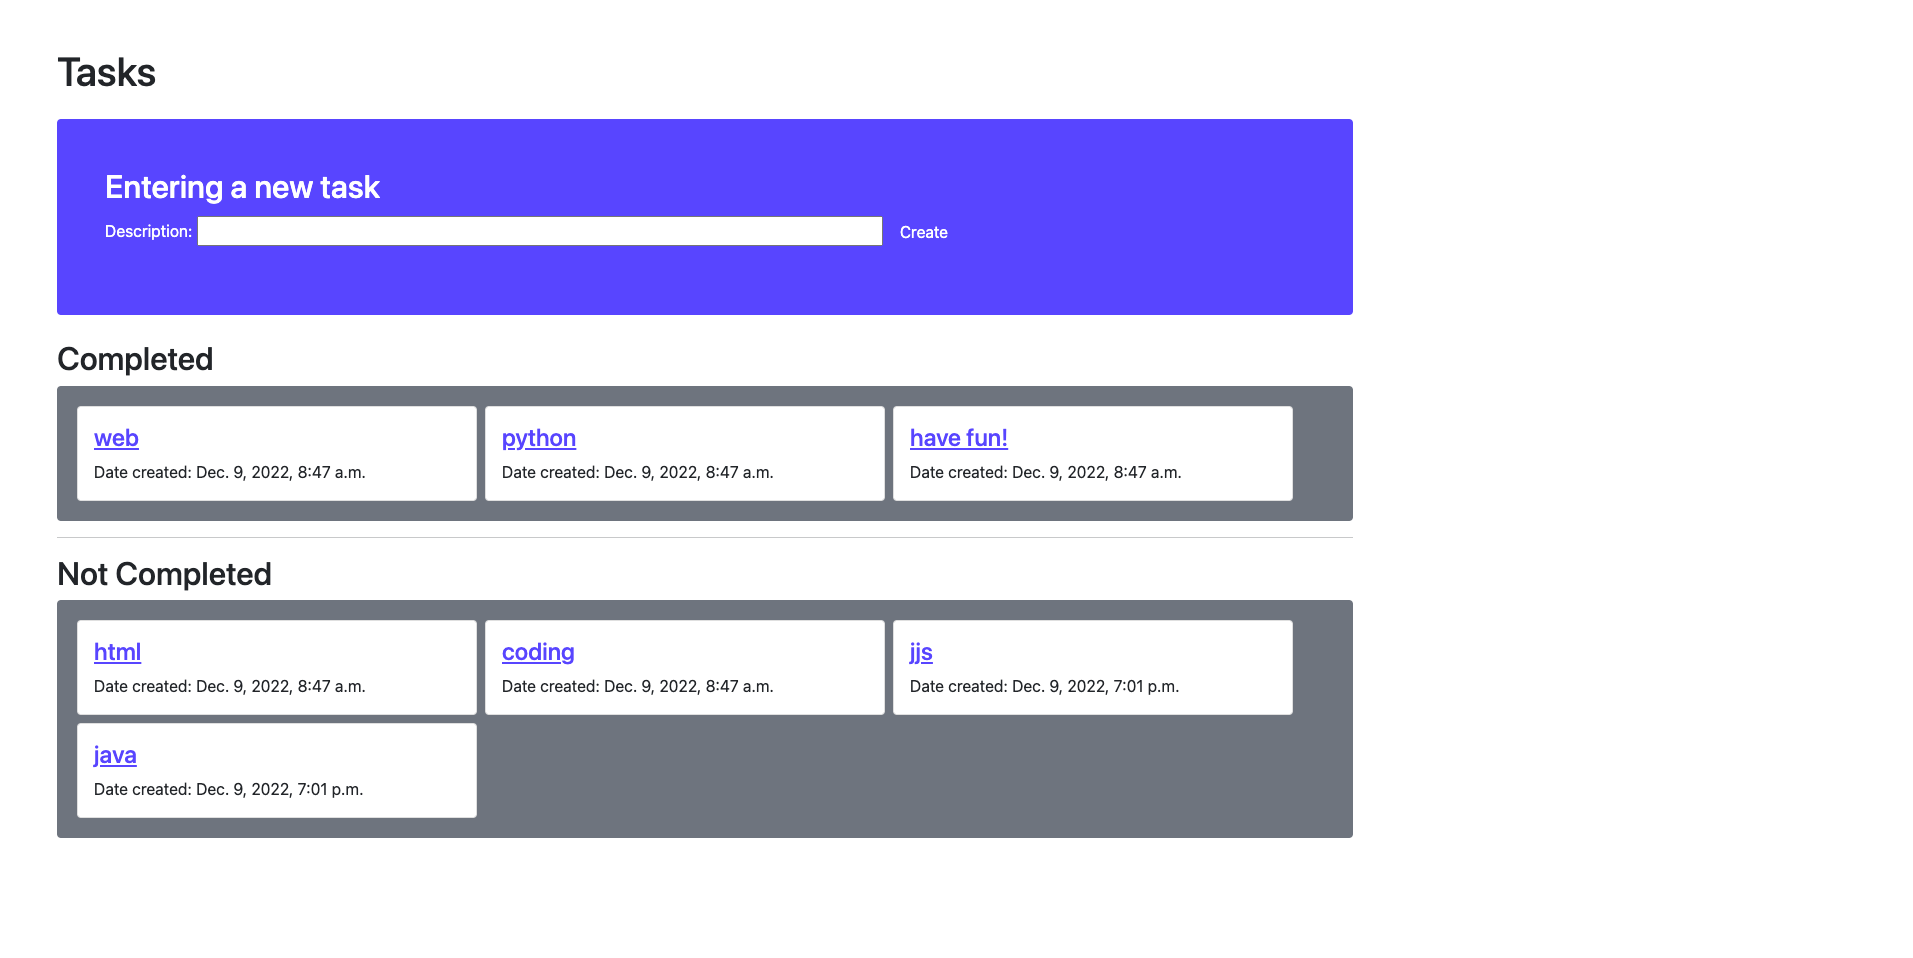 Tasks
Entering a new task
Description:
Create
Completed
web
Date created: Dec. 9, 2022, 8:47 a.m.
python
Date created: Dec. 9, 2022, 8:47 a.m.
have fun!
Date created: Dec. 9, 2022, 8:47 a.m.
Not Completed
html
Date created: Dec. 9, 2022, 8:47 a.m.
coding
Date created: Dec. 9, 2022, 8:47 a.m.
jjs
Date created: Dec. 9, 2022, 7:01 p.m.
java
Date created: Dec. 9, 2022, 7:01 p.m.